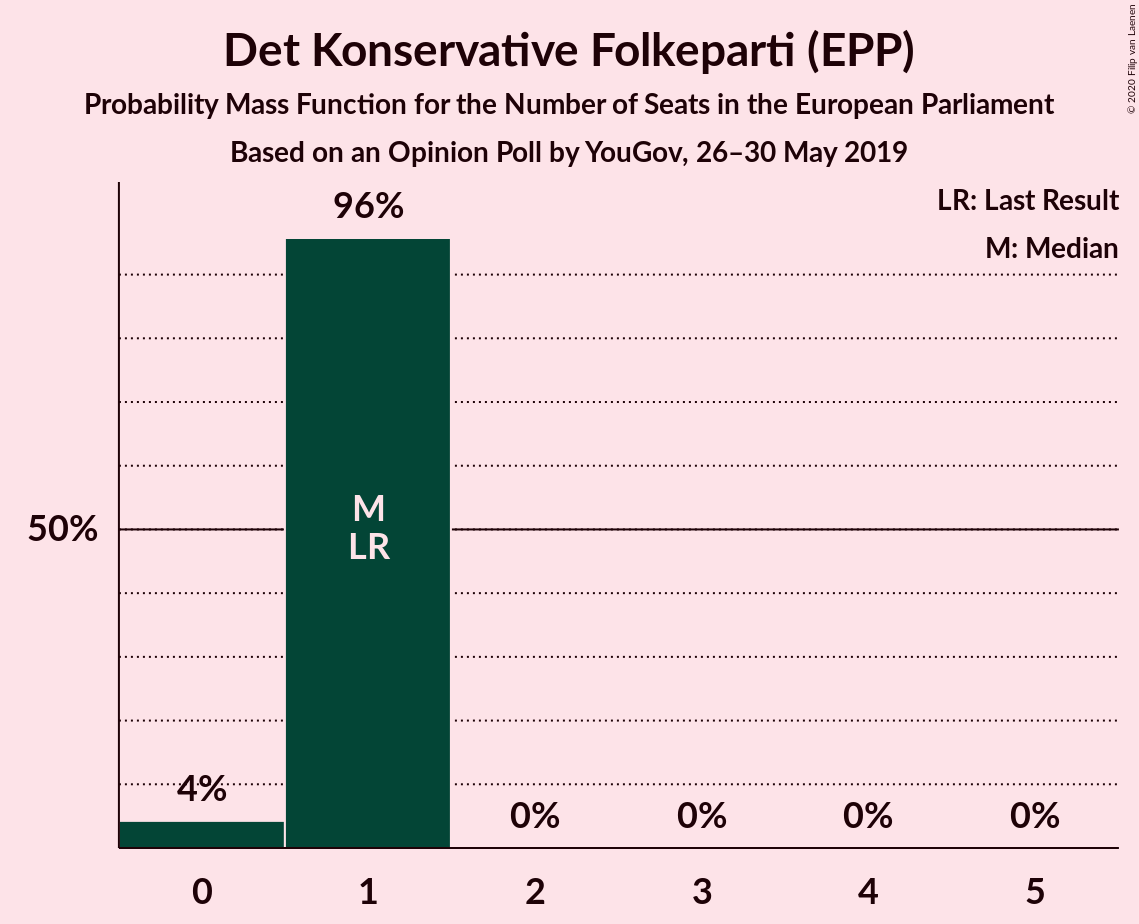 Det Konservative Folkeparti (EPP)
Probability Mass Function for the Number of Seats in the European Parliament
Based on an Opinion Poll by YouGov, 26–30 May 2019
© 2020 Filip van Laenen
LR: Last Result
M: Median
96%
50%
M
LR
4%
0%
0%
0%
0%
0
1
2
3
4
5